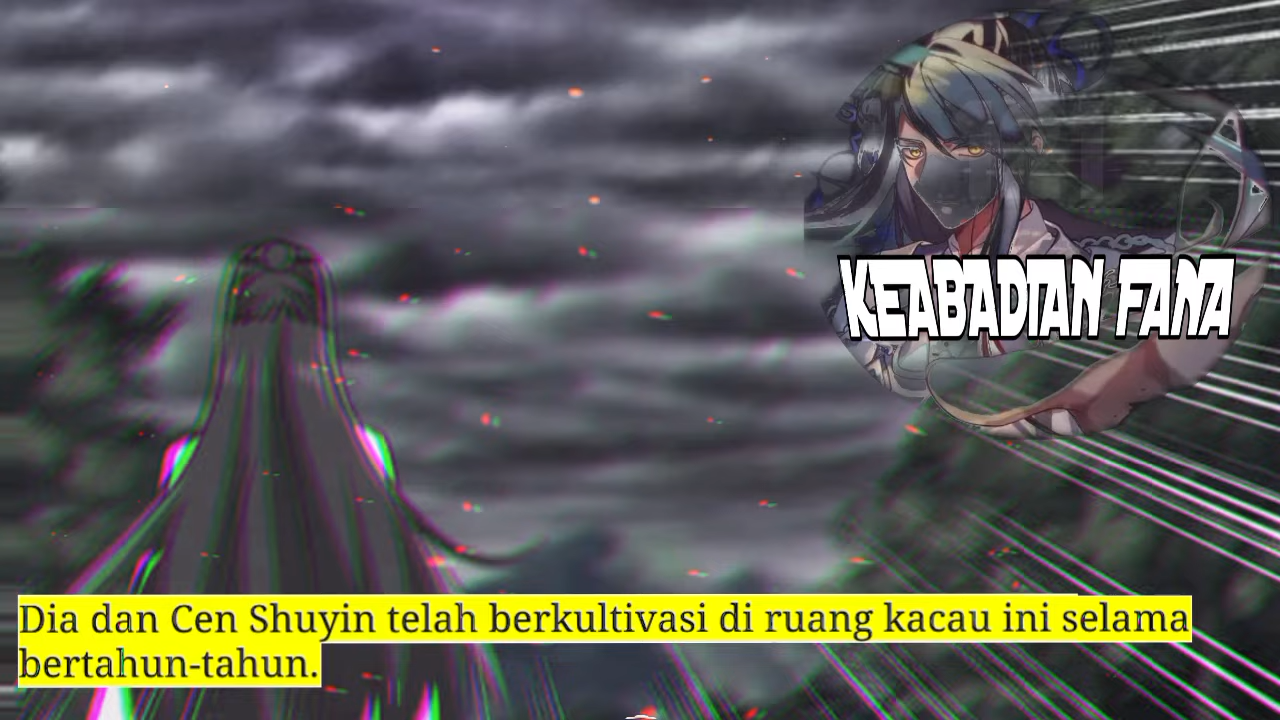 KEABADIAN FANA
Dia dan Cen Shuyin telah berkultivasi di ruang kacau ini selama
bertahun-tahun.